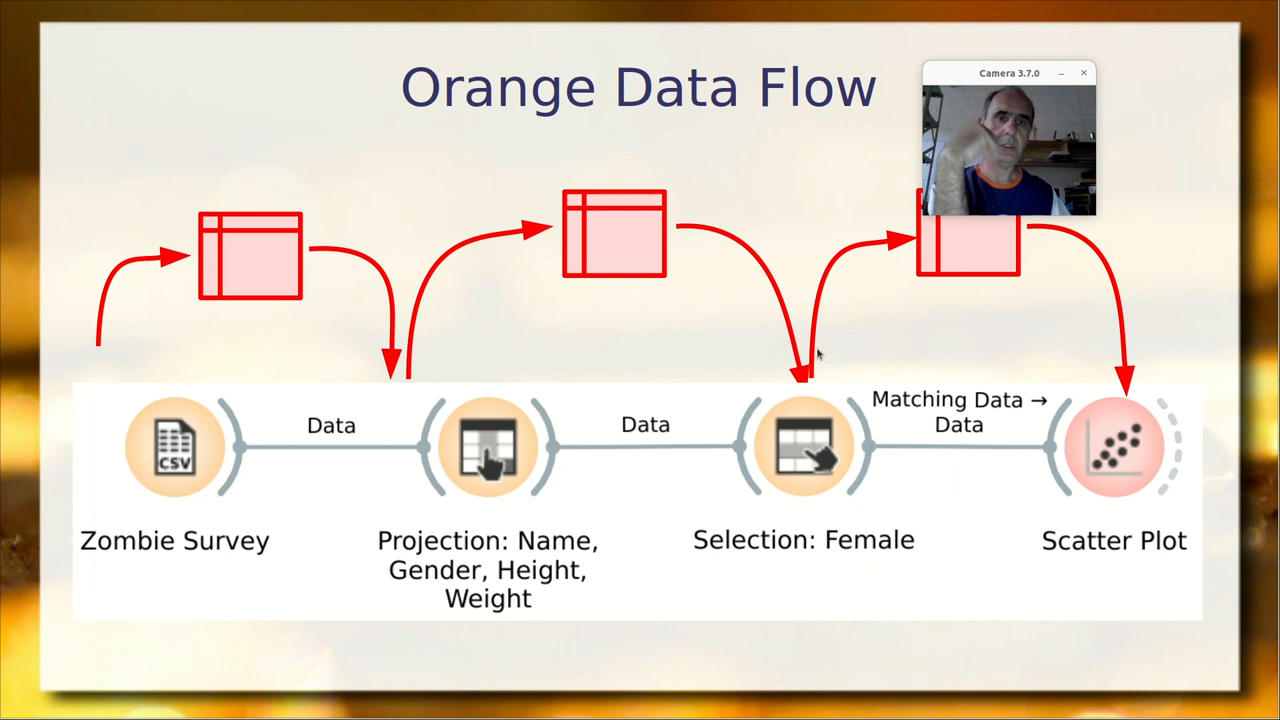 Orange Data Flow
Camera 3.7.0
Data
Data
Matching Data →
Data
CSV
Zombie Survey
Projection: Name,
Gender, Height,
Weight
Selection: Female
Scatter Plot